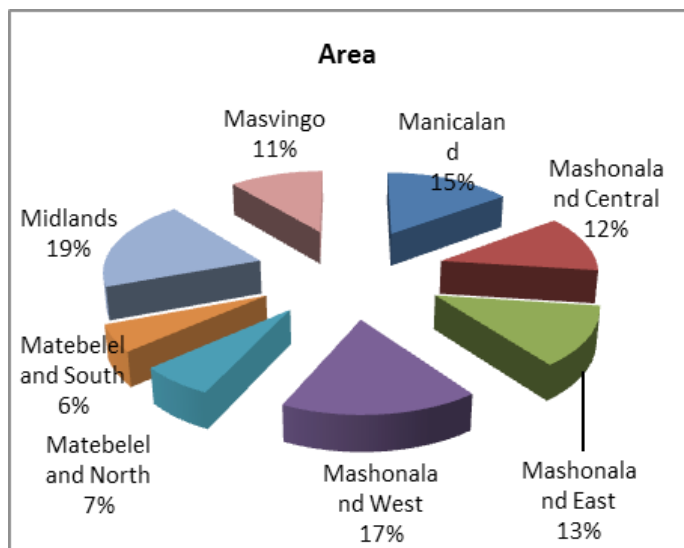 Area
Manicalan
d
15%
Mashonala
nd Central
12%
Mashonala
nd East
13%
Mashonala
nd West
17%
Matebelel
and North
7%
Matebelel
and South
6%
Midlands
19%
Masvingo
11%